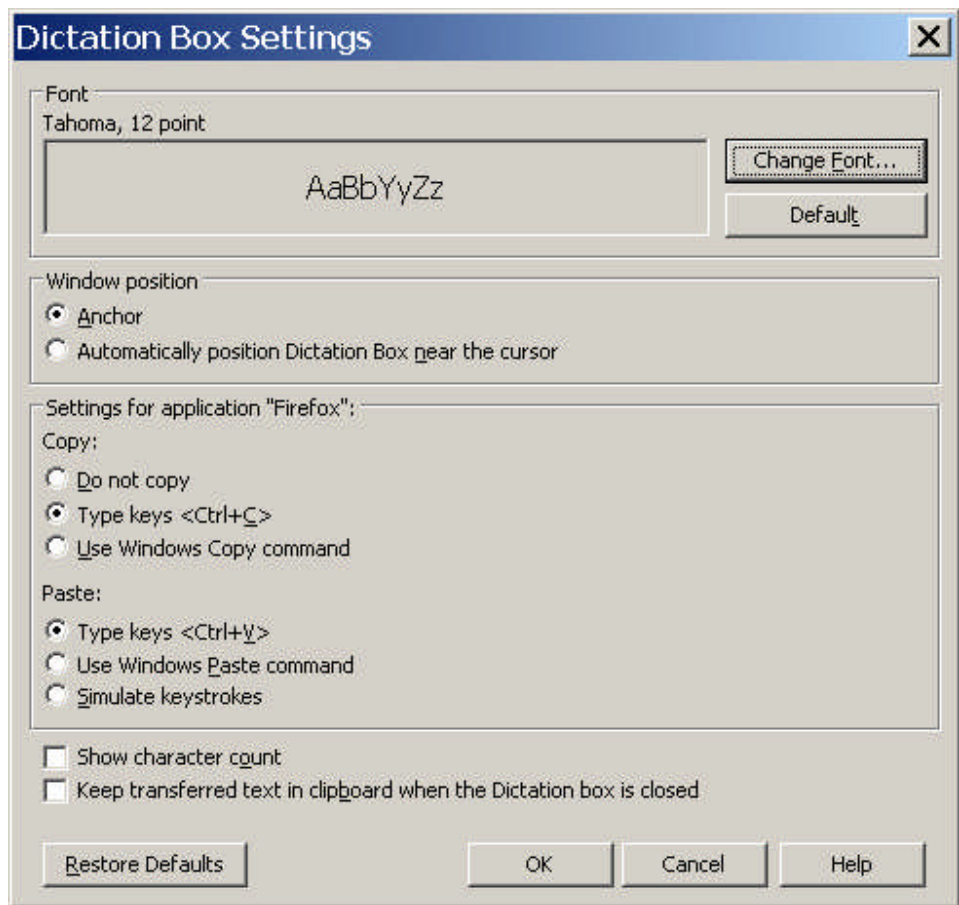 Dictation Box Settings
Font
Tahoma, 12 point
AaBbYyZz
Change Font...
Default
Window position
Anchor
Automatically position Dictation Box near the cursor
Settings for application "Firefox":
Copy:
Do not copy
Type keys <Ctrl+C>
Use Windows Copy command
Paste:
Type keys <Ctrl+V>
Use Windows Paste command
Simulate keystrokes
Show character count
Keep transferred text in clipboard when the Dictation box is closed
Restore Defaults OK Cancel Help